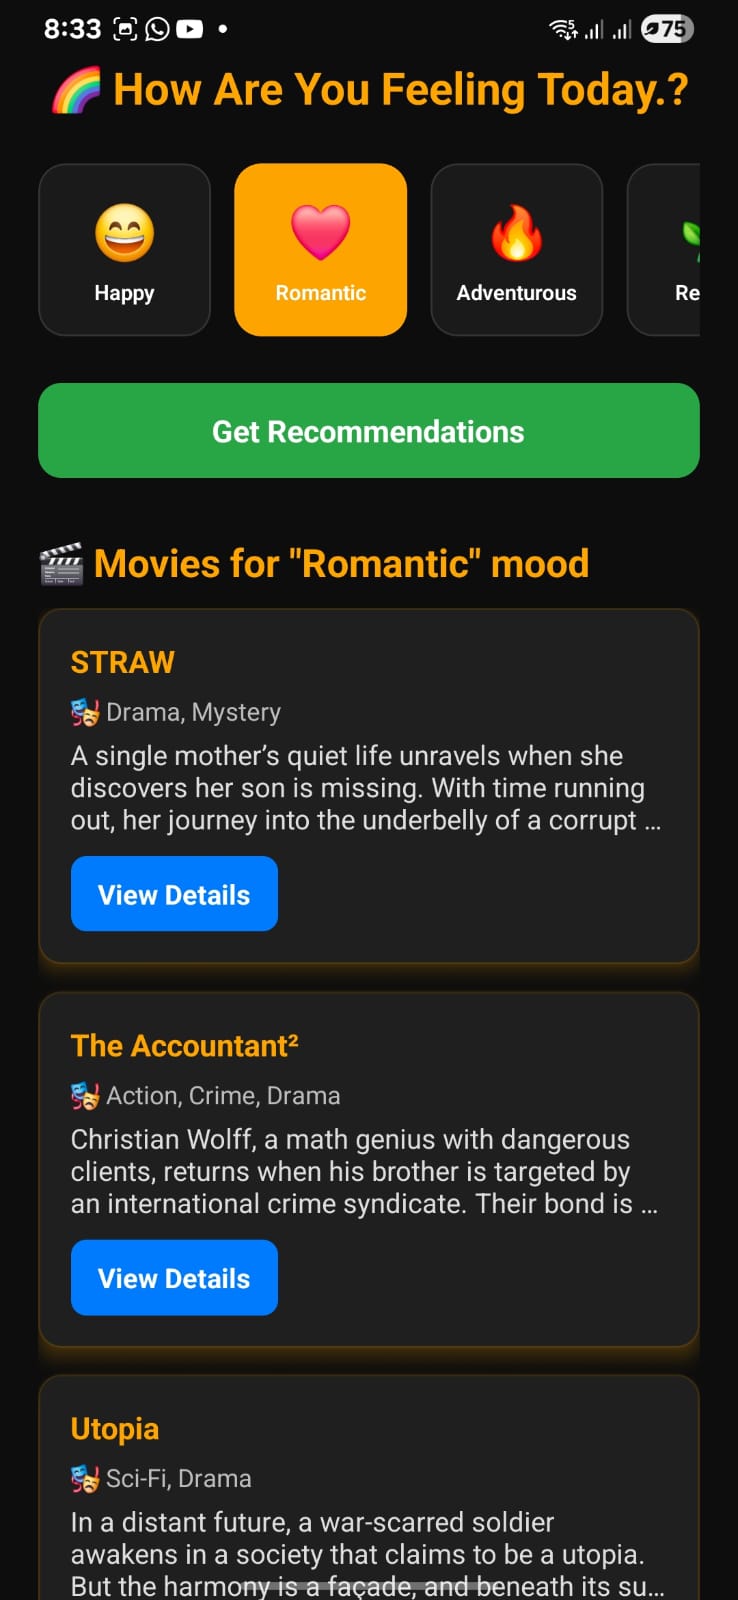 8:33
75
How Are You Feeling Today.?
Happy
Romantic
Adventurous
Re
Get Recommendations
Movies for "Romantic" mood
STRAW
Drama, Mystery
A single mother’s quiet life unravels when she
discovers her son is missing. With time running
out, her journey into the underbelly of a corrupt ...
View Details
The Accountant²
Action, Crime, Drama
Christian Wolff, a math genius with dangerous
clients, returns when his brother is targeted by
an international crime syndicate. Their bond is ...
View Details
Utopia
Sci-Fi, Drama
In a distant future, a war-scarred soldier
awakens in a society that claims to be a utopia.
But the harmony is a façade, and beneath its su...